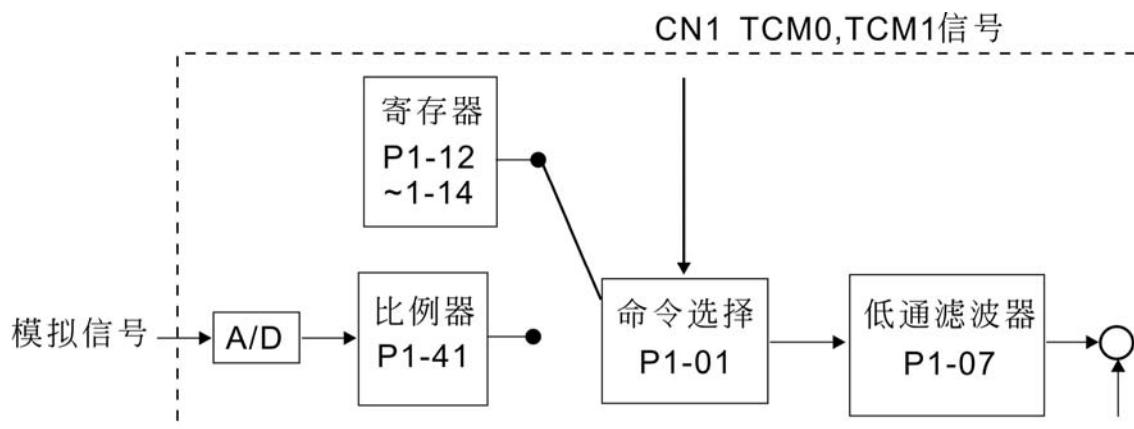 CN1 TCM0,TCM1信号
寄存器
P1-12
~1-14
模拟信号
A/D
比例器
P1-41
命令选择
P1-01
低通滤波器
P1-07